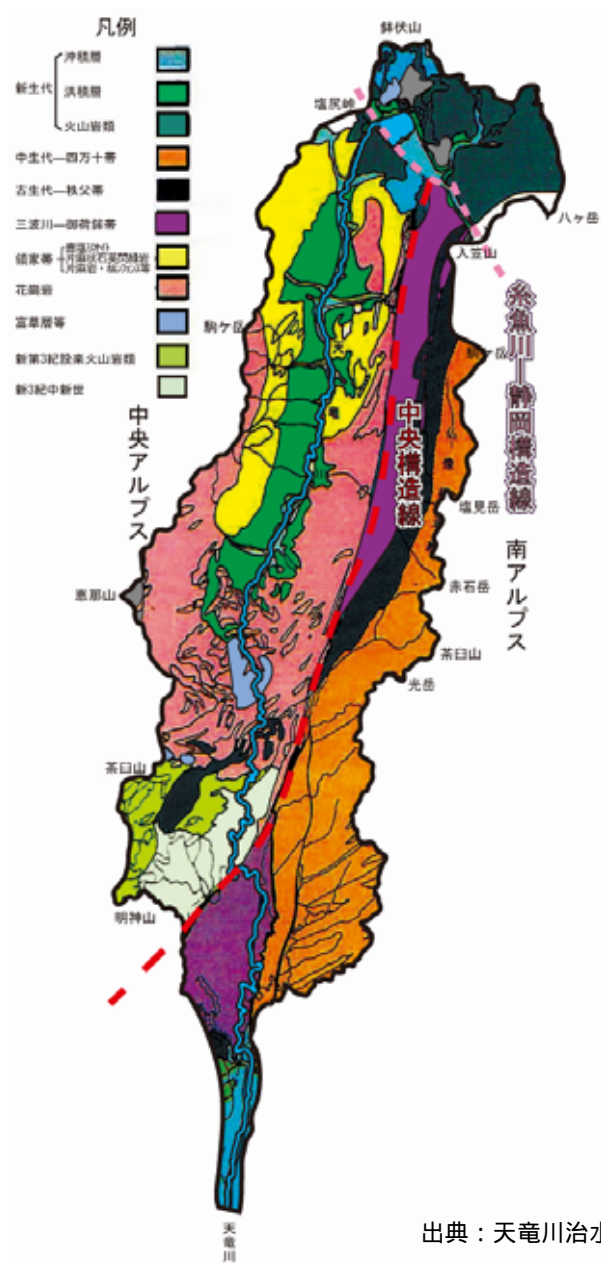 凡例
新生代
沖積層
洪積層
火山岩類
中生代―四万十帯
古生代―秩父帯
三波川―御荷鉾帯
領家帯
花崗岩
富草層等
新第3紀設楽火山岩類
新3紀中新世
鉢伏山
塩尻峠
八ヶ岳
入笠山
糸魚川―静岡構造線
駒ケ岳
駒ケ岳
天
竜
中央構造線
中央アルプス
塩見岳
南アルプス
赤石岳
恵那山
茶臼山
光岳
茶臼山
明神山
天竜川
出典:天竜川治水